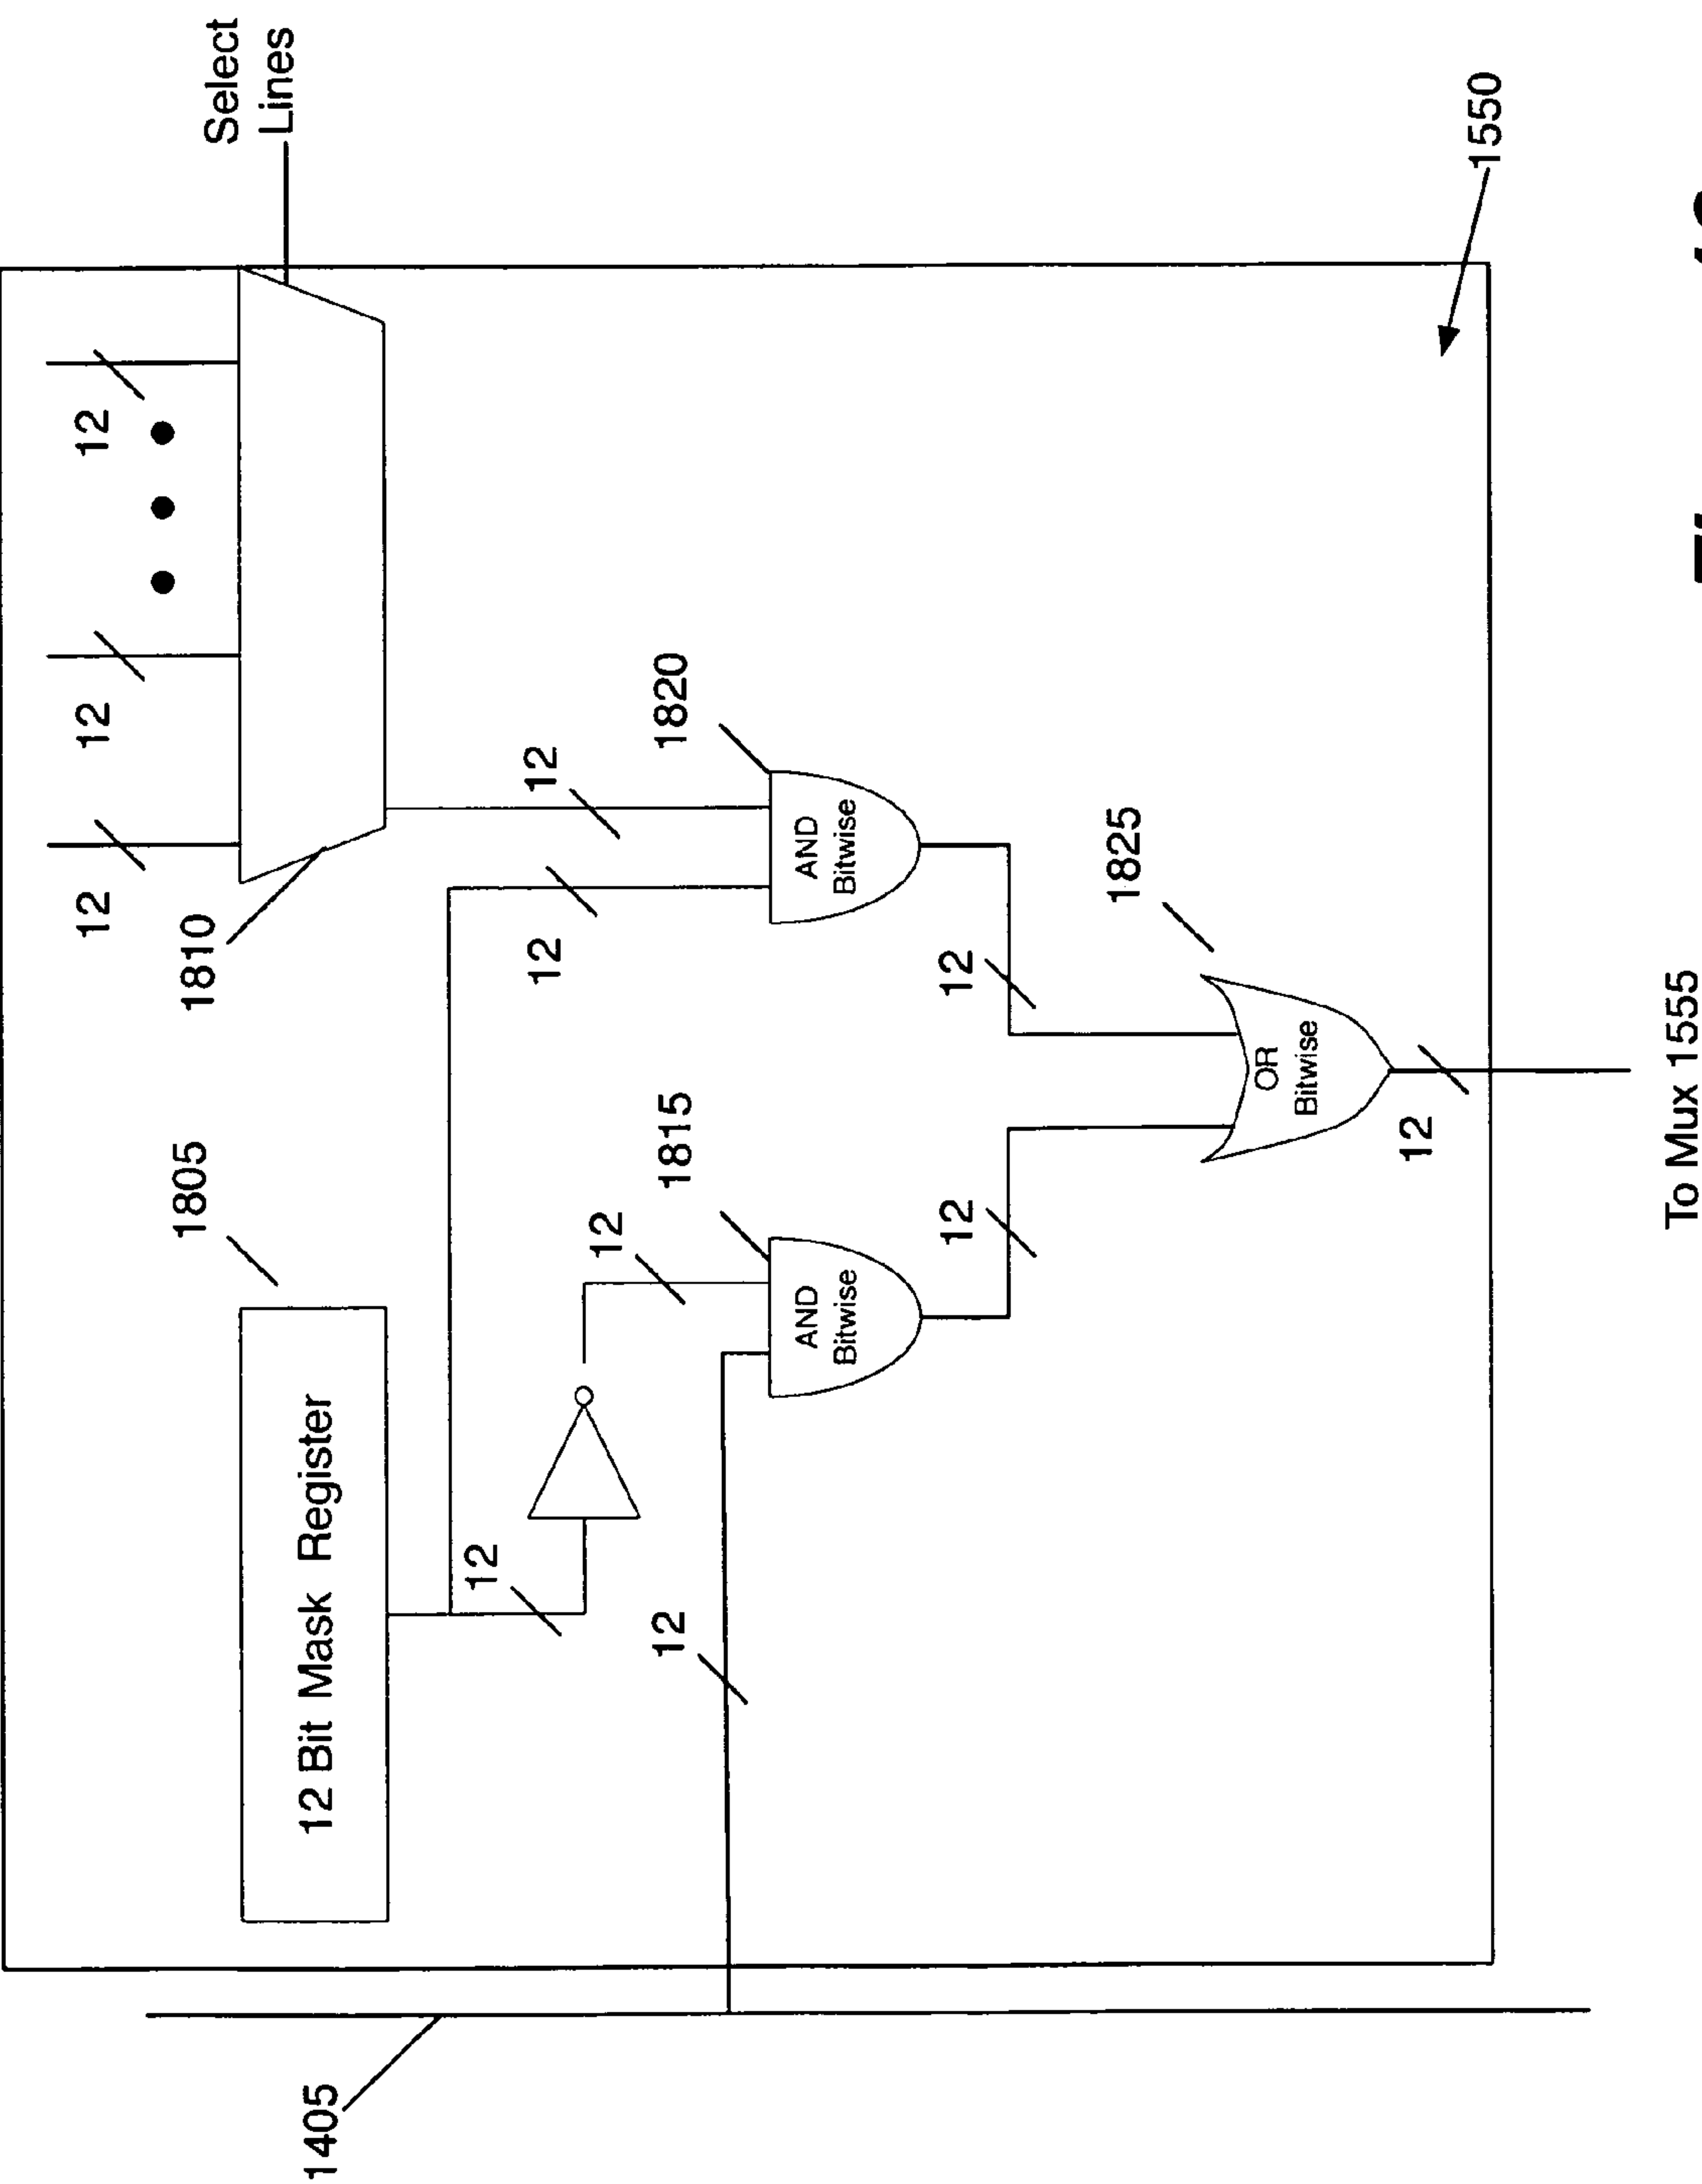 12
12
12
1805
1810
Select
Lines
12 Bit Mask Register
1405
12
12
12
12
12
1815
1820
AND
Bitwise
AND
Bitwise
12
12
1825
OR
Bitwise
12
1550
To Mux 1555